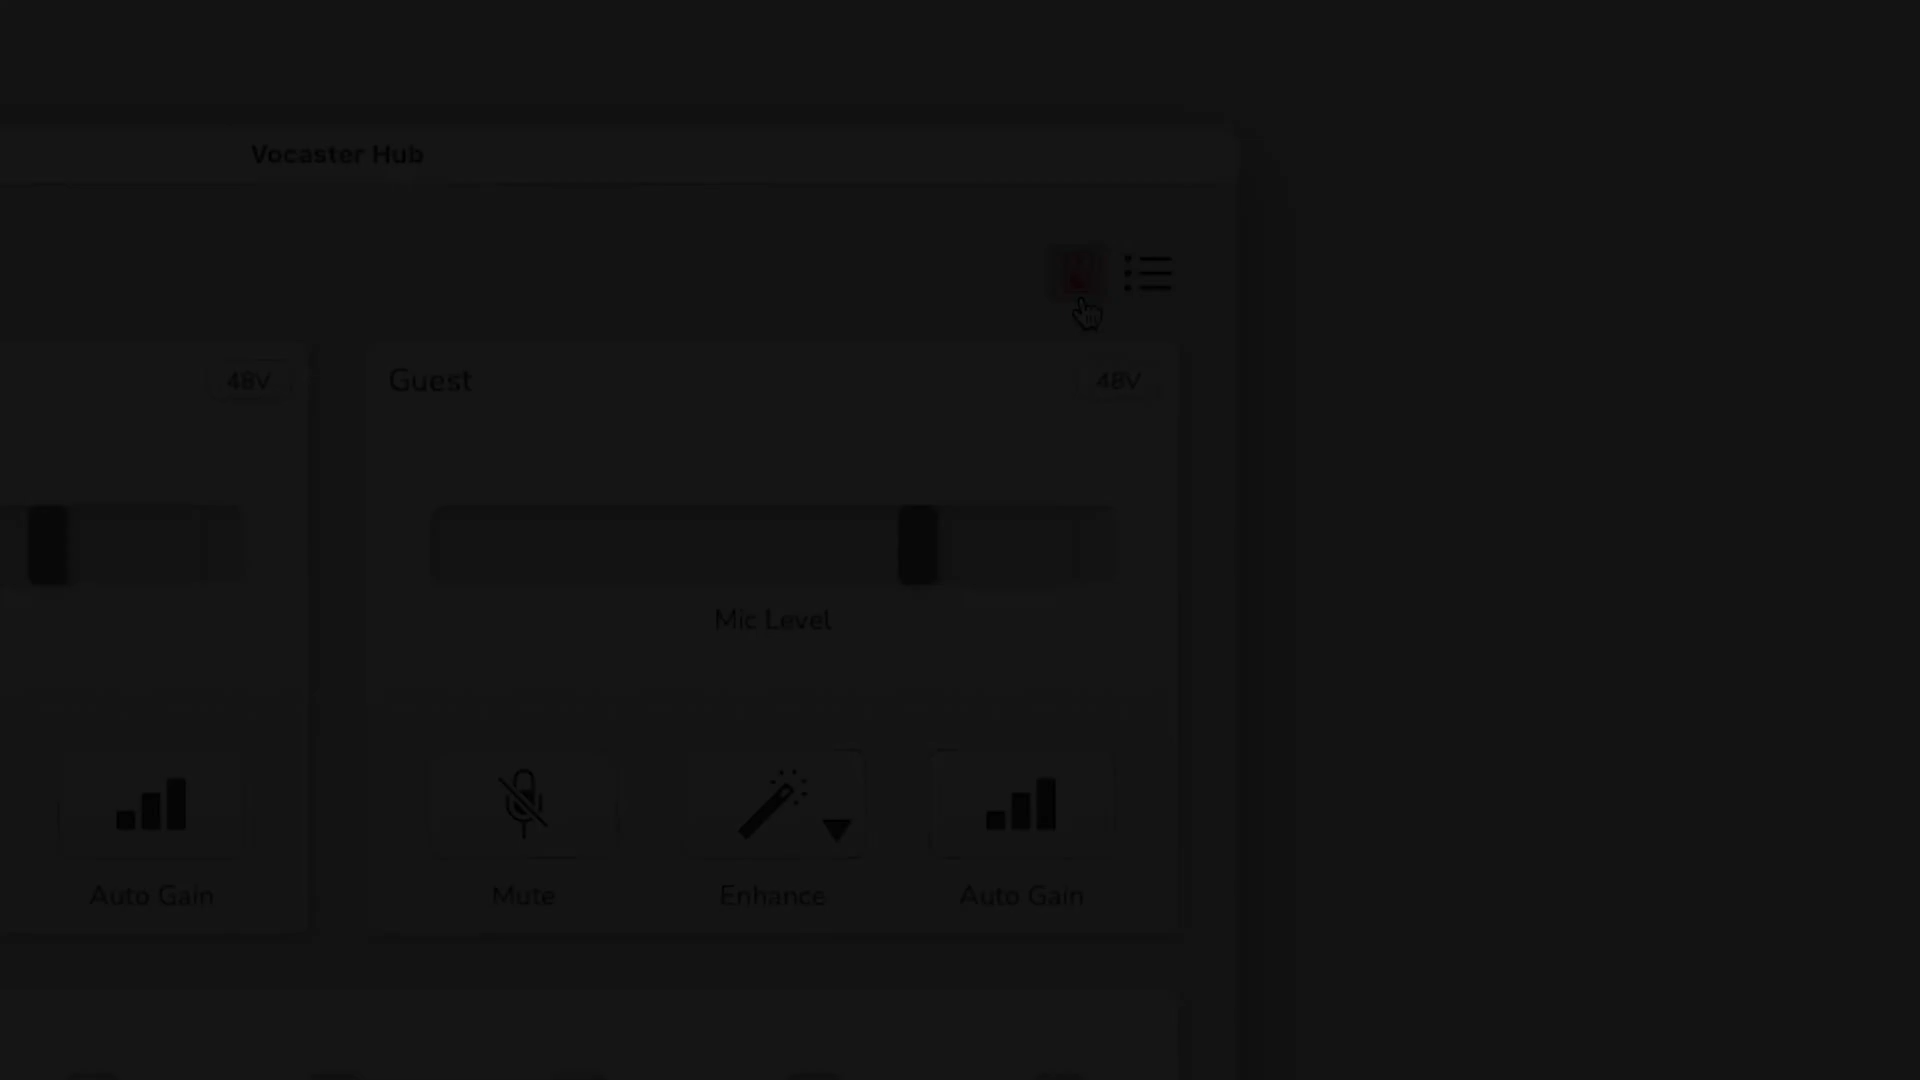 Vocaster Hub
48V
Guest
48V
Mic Level
Auto Gain
Mute
Enhance
Auto Gain